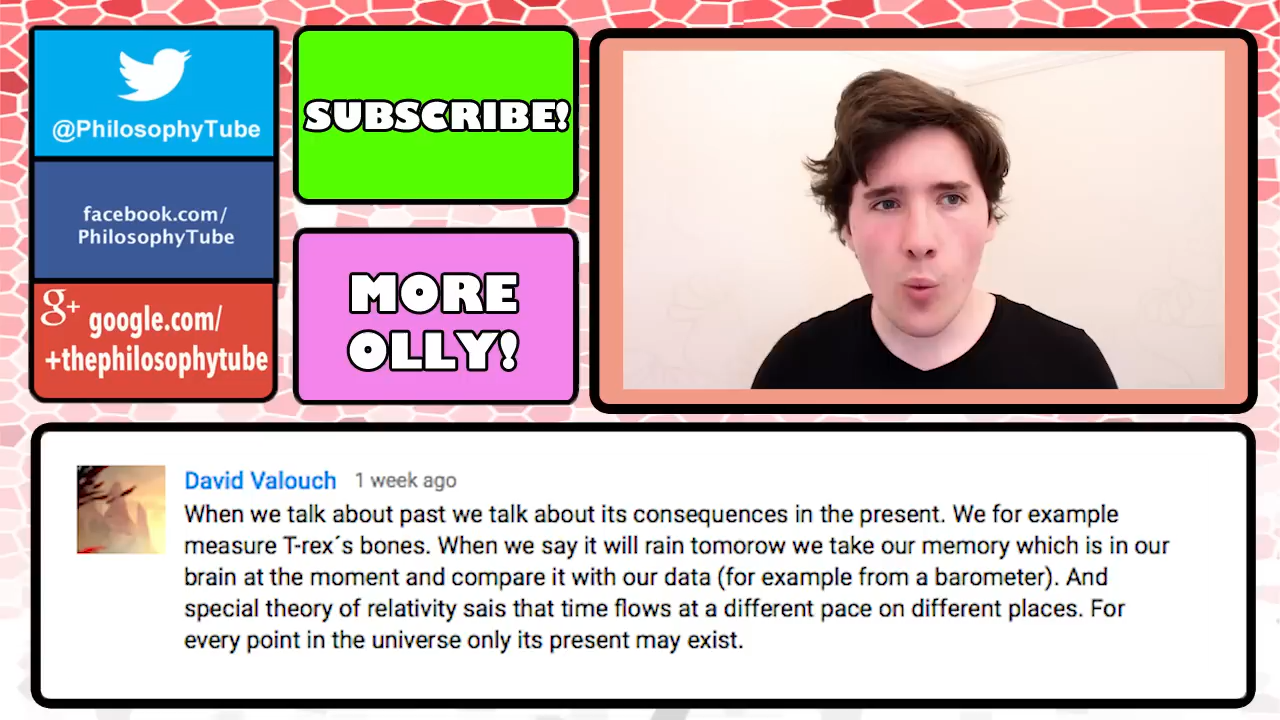 @PhilosophyTube
facebook.com/
PhilosophyTube
g+ google.com/
+thephilosophytube
SUBSCRIBE!
MORE
OLLY!
David Valouch 1 week ago
When we talk about past we talk about its consequences in the present. We for example
measure T-rex´s bones. When we say it will rain tomorow we take our memory which is in our
brain at the moment and compare it with our data (for example from a barometer). And
special theory of relativity sais that time flows at a different pace on different places. For
every point in the universe only its present may exist.